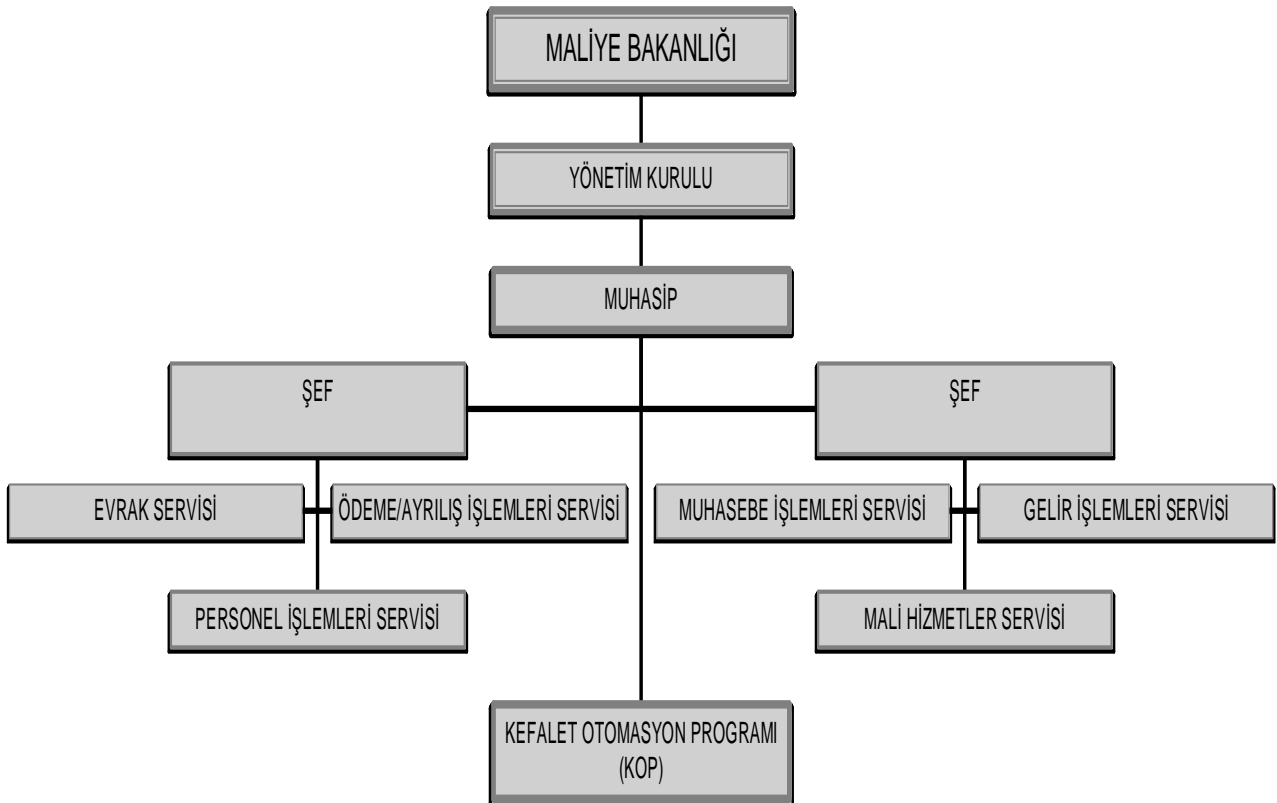 MALİYE BAKANLIĞI
YÖNETİM KURULU
MUHASİP
ŞEF
ŞEF
EVRAK SERVİSİ
ÖDEME/AYRILIŞ İŞLEMLERİ SERVİSİ
MUHASEBE İŞLEMLERİ SERVİSİ
GELİR İŞLEMLERİ SERVİSİ
PERSONEL İŞLEMLERİ SERVİSİ
MALİ HİZMETLER SERVİSİ
KEFALET OTOMASYON PROGRAMI
(KOP)